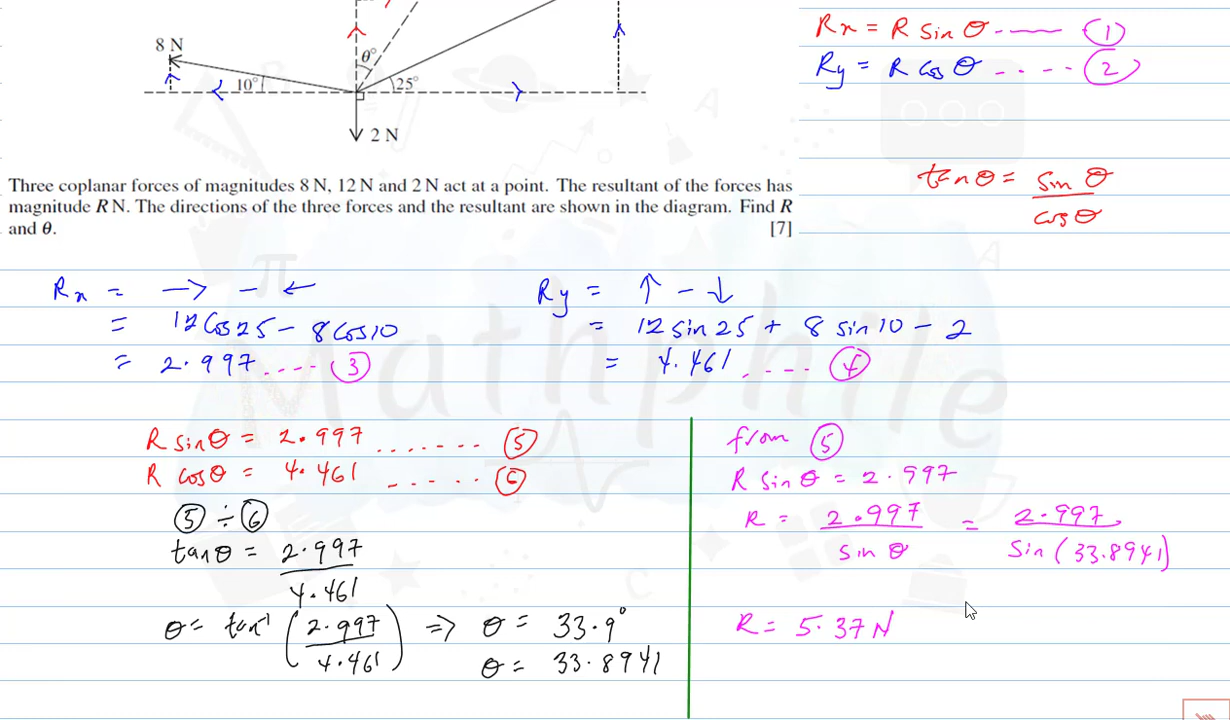 8 N
θ°
10°
25°
2 N
Rx = R sin θ ------ (1)
Ry = R cos θ ..... (2)
tan θ = sin θ / cos θ
Three coplanar forces of magnitudes 8 N, 12 N and 2 N act at a point. The resultant of the forces has
magnitude R N. The directions of the three forces and the resultant are shown in the diagram. Find R
and θ. [7]
Rx = → - ←
= 12 cos 25 - 8 cos 10
= 2.997 ..... (3)
Ry = ↑ - ↓
= 12 sin 25 + 8 sin 10 - 2
= 4.461 ..... (4)
R sin θ = 2.997 ....... (5)
R cos θ = 4.461 ...... (6)
(5) ÷ (6)
tan θ = 2.997 / 4.461
θ = tan⁻¹ (2.997 / 4.461) => θ = 33.9°
θ = 33.8941
from (5)
R sin θ = 2.997
R = 2.997 / sin θ = 2.997 / Sin (33.8941)
R = 5.37 N
Mathphile